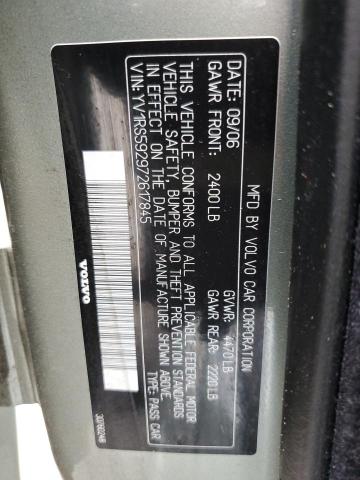 MFD BY VOLVO CAR CORPORATION
DATE: 09/06 GVWR: 4470 LB
GAWR FRONT: 2400 LB GAWR REAR: 2220 LB
THIS VEHICLE CONFORMS TO ALL APPLICABLE FEDERAL MOTOR
VEHICLE SAFETY, BUMPER AND THEFT PREVENTION STANDARDS
IN EFFECT ON THE DATE OF MANUFACTURE SHOWN ABOVE.
VIN: YV1RS592972617845 TYPE: PASS CAR
VOLVO
30760248